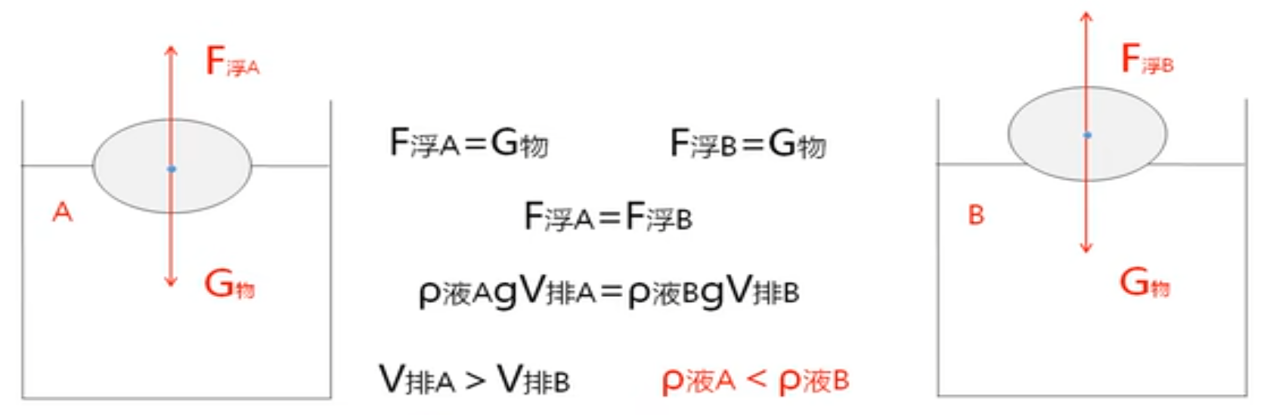 F浮A
A
G物
F浮A=G物
F浮B=G物
F浮A=F浮B
ρ液AgV排A=ρ液BgV排B
V排A > V排B
ρ液A < ρ液B
F浮B
B
G物